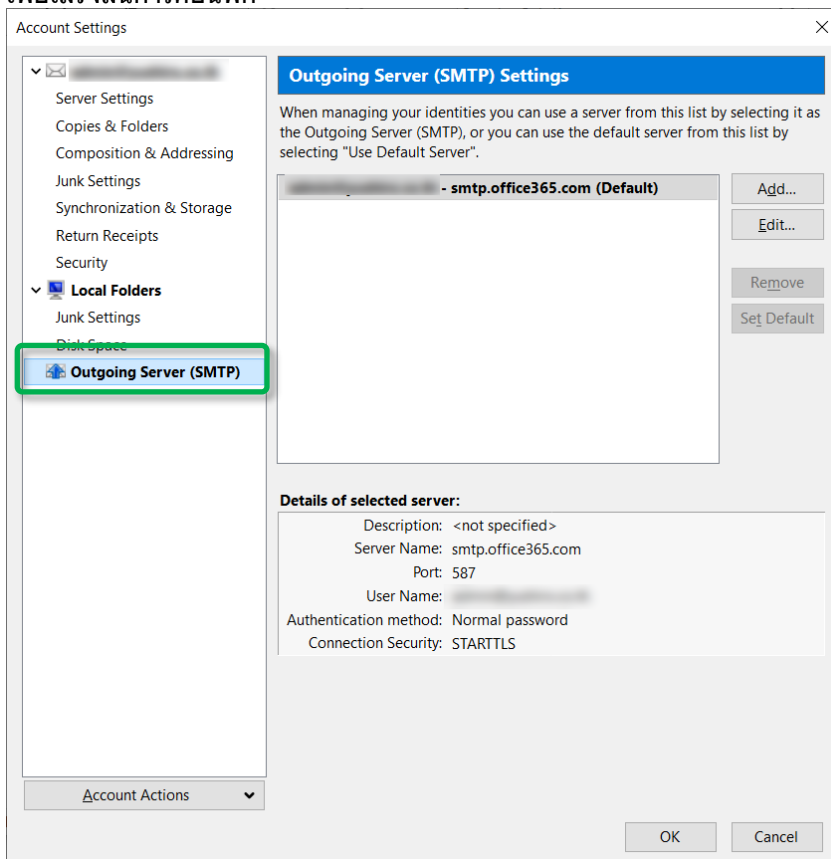 Account Settings
Server Settings
Copies & Folders
Composition & Addressing
Junk Settings
Synchronization & Storage
Return Receipts
Security
Local Folders
Junk Settings
Disk Space
Outgoing Server (SMTP)
Account Actions
Outgoing Server (SMTP) Settings
When managing your identities you can use a server from this list by selecting it as
the Outgoing Server (SMTP), or you can use the default server from this list by
selecting "Use Default Server".
- smtp.office365.com (Default)
Add...
Edit...
Remove
Set Default
Details of selected server:
Description: <not specified>
Server Name: smtp.office365.com
Port: 587
User Name:
Authentication method: Normal password
Connection Security: STARTTLS
OK
Cancel